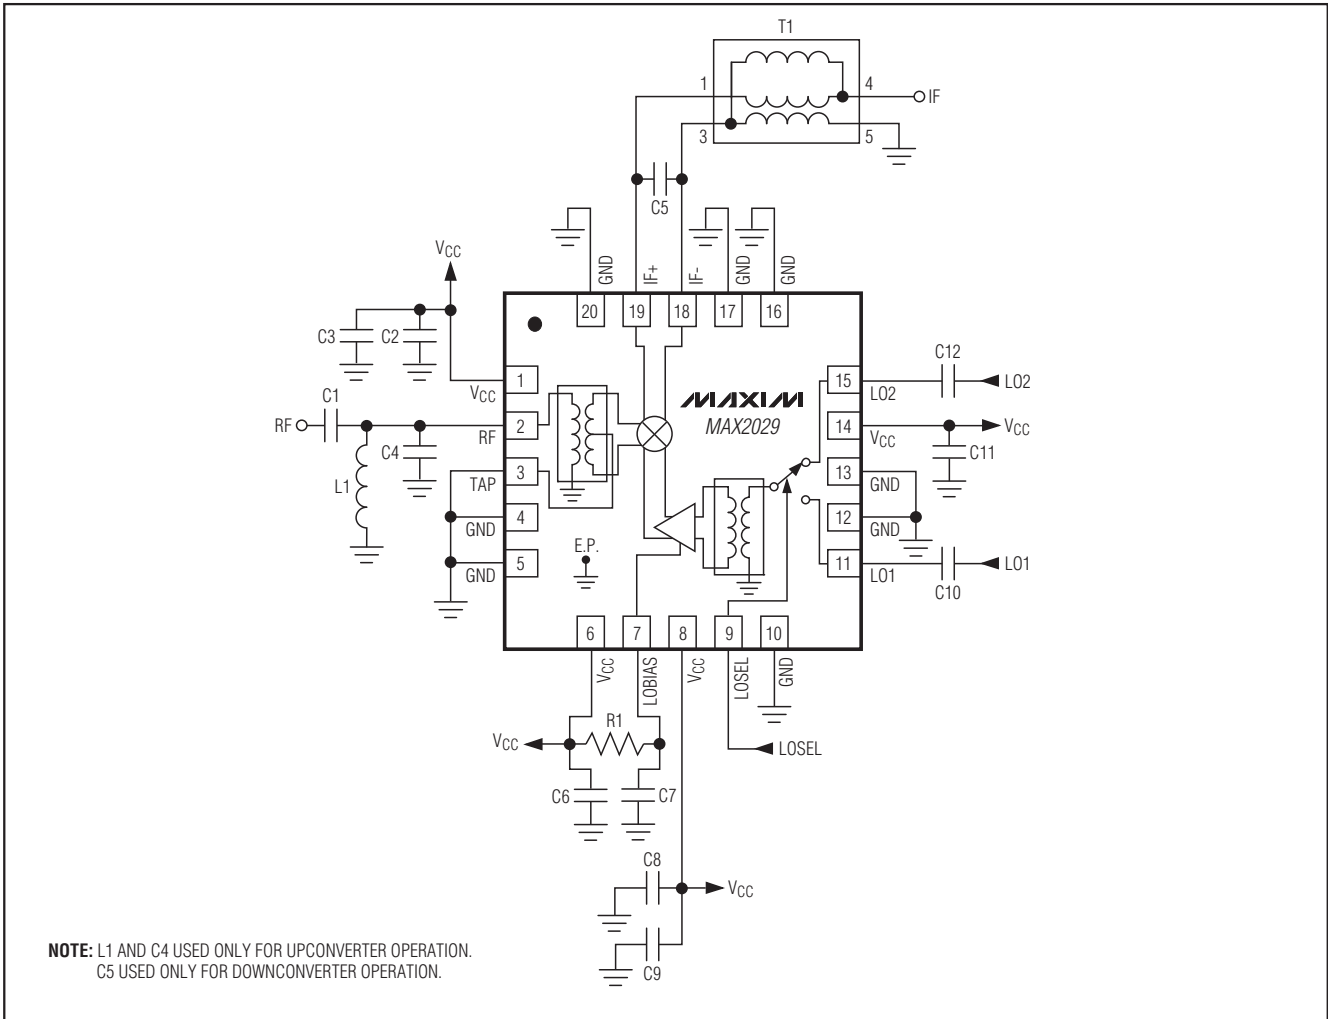 T1
1
4
IF
3
5
C5
VCC
GND
IF+
IF-
GND
GND
20
19
18
17
16
C3
C2
C12
C1
1
VCC
15
LO2
LO2
MAXIM
MAX2029
RF
2
RF
14
VCC
VCC
C4
C11
L1
3
TAP
13
GND
4
GND
12
GND
E.P.
5
GND
11
LO1
LO1
C10
6
7
8
9
10
VCC
LOBIAS
VCC
LOSEL
GND
R1
VCC
LOSEL
C6
C7
C8
VCC
C9
NOTE: L1 AND C4 USED ONLY FOR UPCONVERTER OPERATION.
C5 USED ONLY FOR DOWNCONVERTER OPERATION.